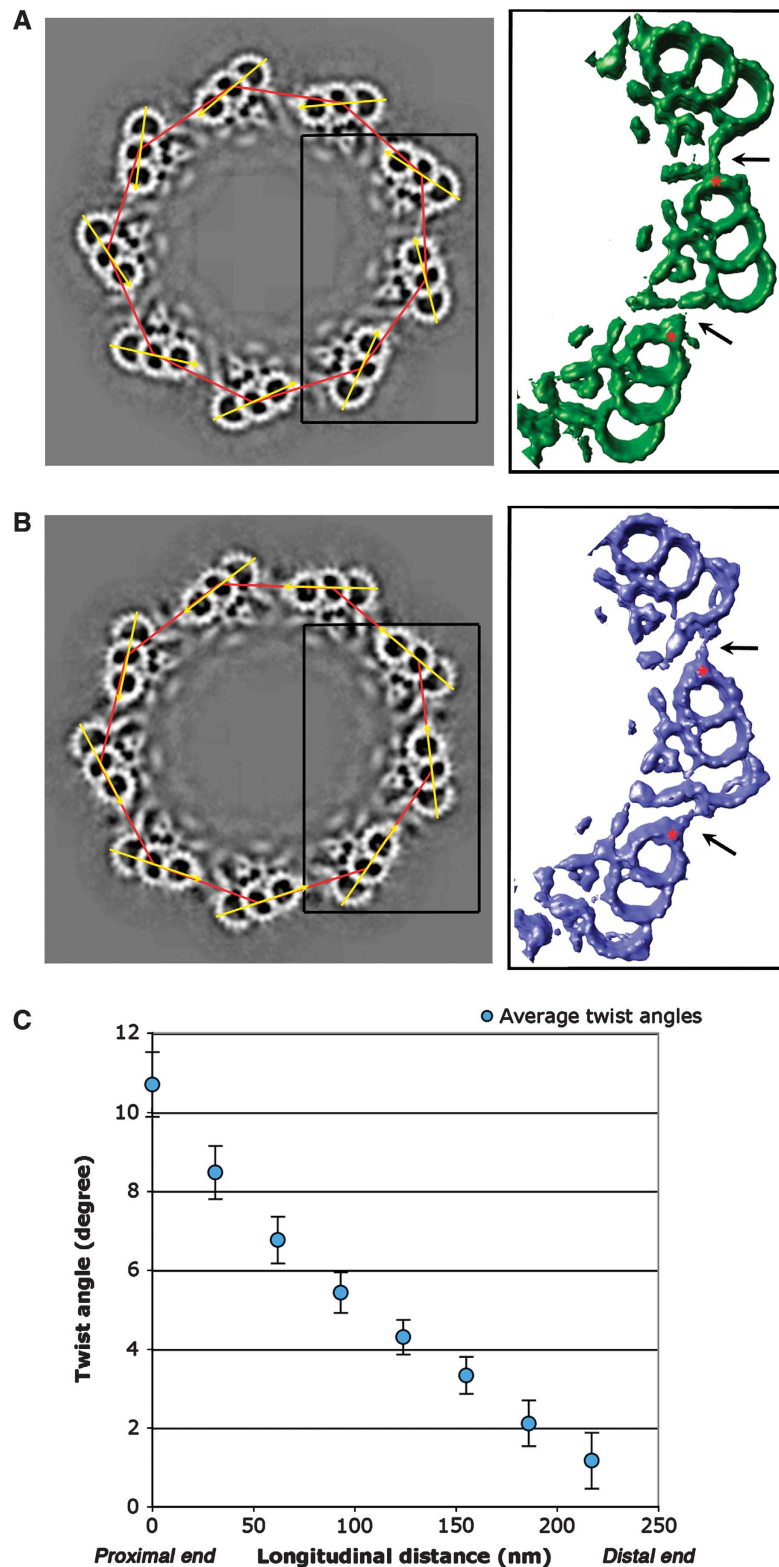 A
*
*
B
*
*
C
Average twist angles
12
10
8
6
4
2
0
Twist angle (degree)
0
50
100
150
200
250
Proximal end
Longitudinal distance (nm)
Distal end